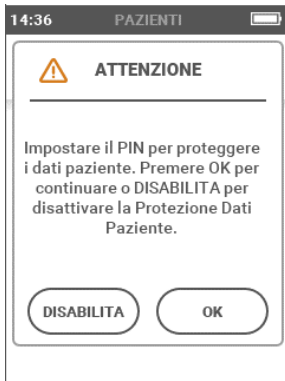 14:36 PAZIENTI
ATTENZIONE
Impostare il PIN per proteggere
i dati paziente. Premere OK per
continuare o DISABILITA per
disattivare la Protezione Dati
Paziente.
DISABILITA OK